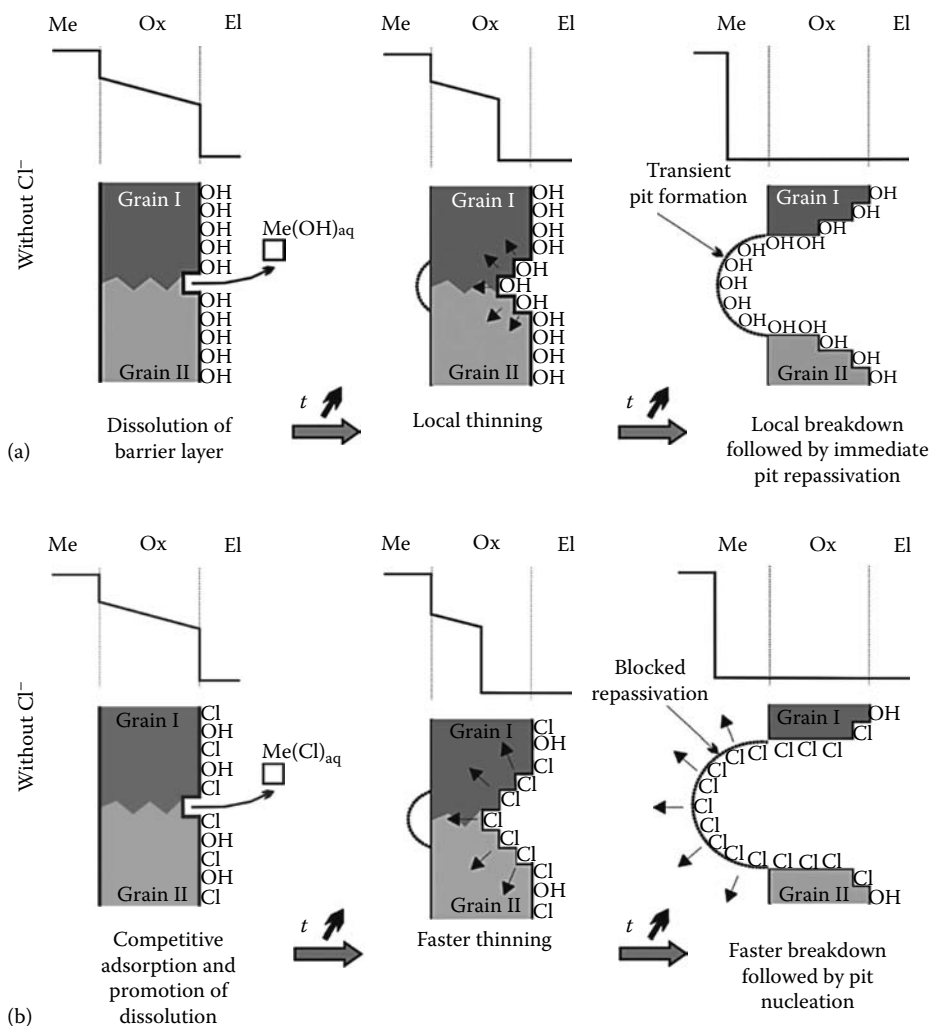 Me Ox El
Me Ox El
Me Ox El
Without Cl⁻
Grain I
Grain II
OH
OH
OH
OH
OH
OH
OH
OH
OH
OH
Me(OH)aq
Grain I
Grain II
OH
OH
OH
OH
OH
OH
OH
OH
OH
OH
OH
Transient
pit formation
Grain I
Grain II
OH
OH
OH
OH OH
OH
OH
OH
OH
OH
OH OH
OH
OH
OH
t
t
(a)
Dissolution of
barrier layer
Local thinning
Local breakdown
followed by immediate
pit repassivation
Me Ox El
Me Ox El
Me Ox El
Without Cl⁻
Grain I
Grain II
Cl
OH
Cl
OH
Cl
Cl
OH
Cl
OH
Cl
Me(Cl)aq
Grain I
Grain II
Cl
OH
Cl
Cl
Cl
Cl
Cl
Cl
Cl
OH
Cl
Blocked
repassivation
Grain I
Grain II
OH
Cl
Cl Cl Cl
Cl
Cl
Cl
Cl
Cl
Cl
Cl
Cl
Cl Cl Cl
Cl
OH
t
t
(b)
Competitive
adsorption and
promotion of
dissolution
Faster thinning
Faster breakdown
followed by pit
nucleation